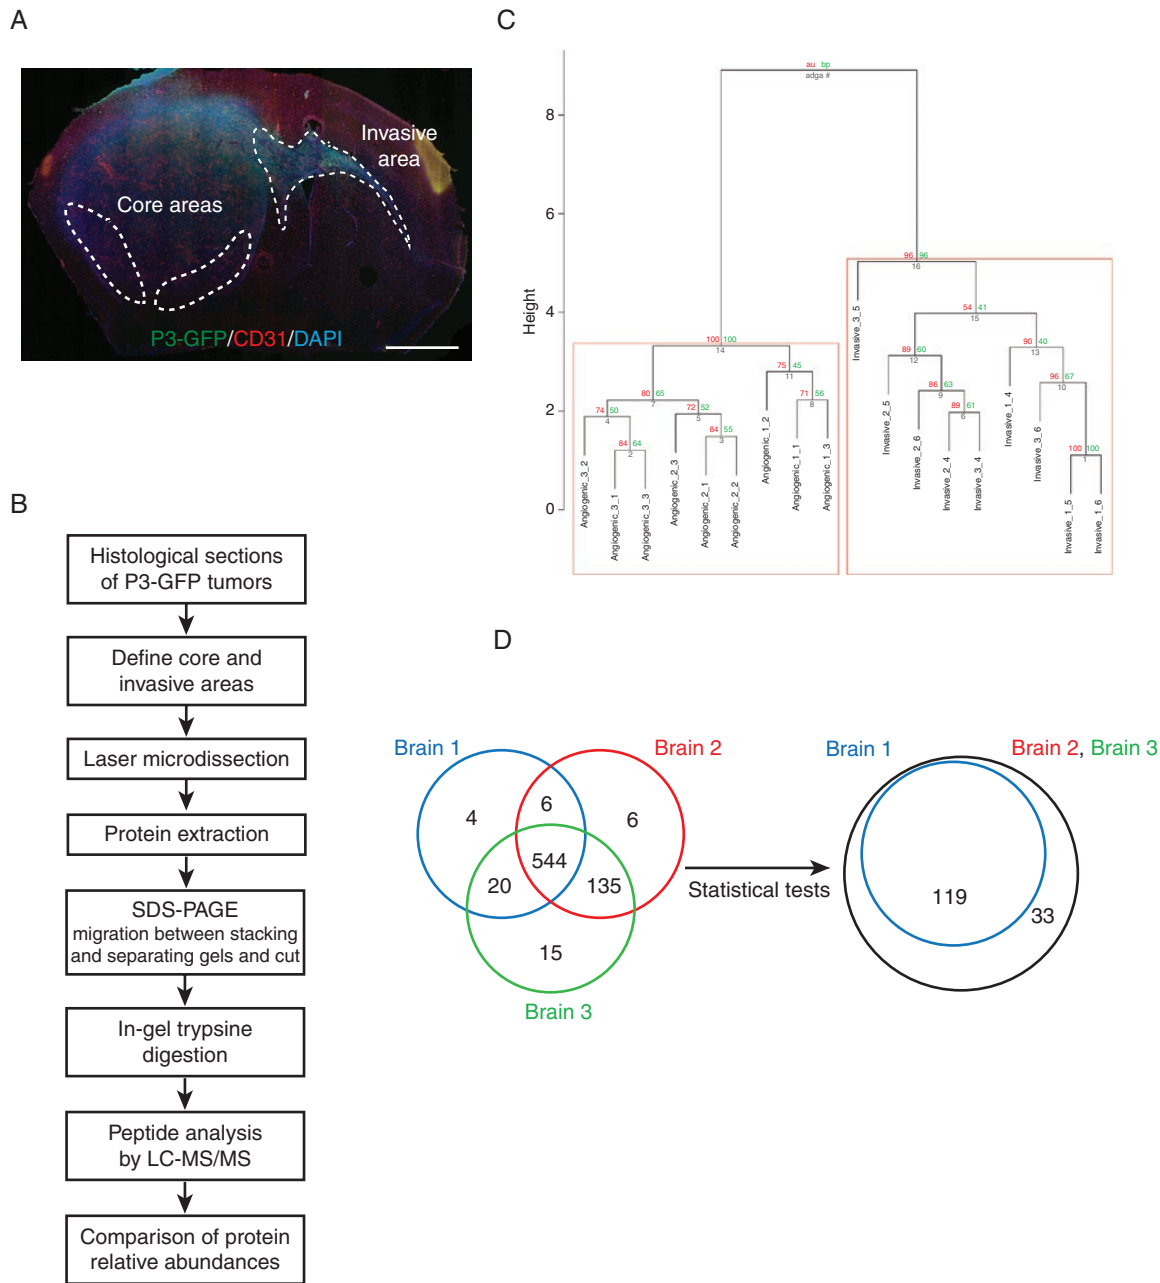 A
Invasive
area
Core areas
P3-GFP/CD31/DAPI
B
Histological sections
of P3-GFP tumors
Define core and
invasive areas
Laser microdissection
Protein extraction
SDS-PAGE
migration between stacking
and separating gels and cut
In-gel trypsine
digestion
Peptide analysis
by LC-MS/MS
Comparison of protein
relative abundances
C
Height
8
6
4
2
0
au bp
adga #
96 96
16
54 41
15
100 100
14
90 40
13
89 60
12
75 45
11
96 67
10
86 63
9
71 56
8
80 65
7
89 61
6
72 52
5
74 50
4
84 55
3
84 64
2
100 100
1
Angiogenic_3_2
Angiogenic_3_1
Angiogenic_3_3
Angiogenic_2_3
Angiogenic_2_1
Angiogenic_2_2
Angiogenic_1_2
Angiogenic_1_1
Angiogenic_1_3
Invasive_3_5
Invasive_2_5
Invasive_2_6
Invasive_2_4
Invasive_3_4
Invasive_1_4
Invasive_3_6
Invasive_1_5
Invasive_1_6
D
Brain 1
Brain 2
4
6
6
544
20
135
15
Brain 3
Statistical tests
Brain 1
Brain 2, Brain 3
119
33